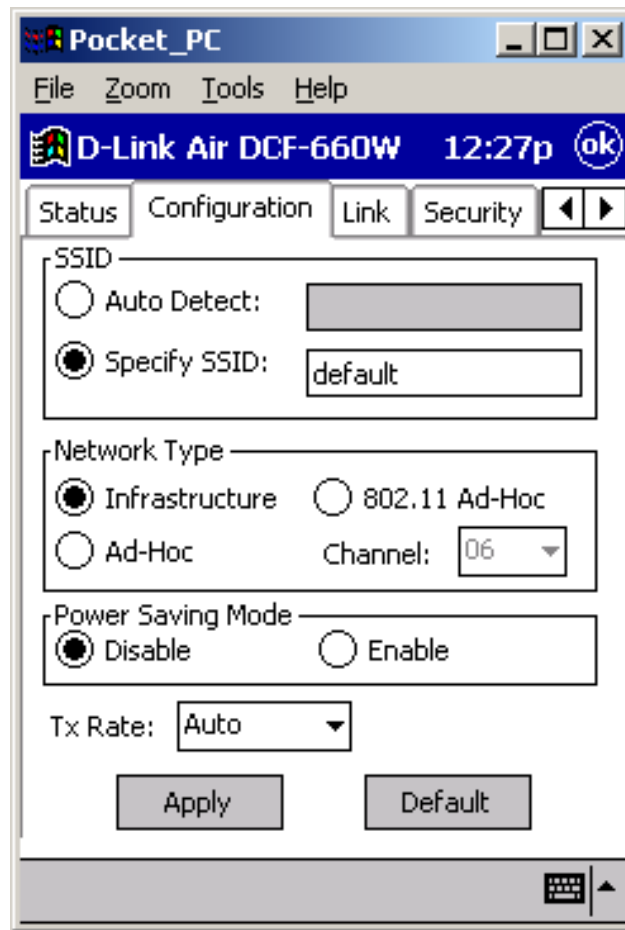 Pocket_PC
File Zoom Tools Help
D-Link Air DCF-660W 12:27p ok
Status Configuration Link Security
SSID
Auto Detect:
Specify SSID: default
Network Type
Infrastructure 802.11 Ad-Hoc
Ad-Hoc Channel: 06
Power Saving Mode
Disable Enable
Tx Rate: Auto
Apply Default